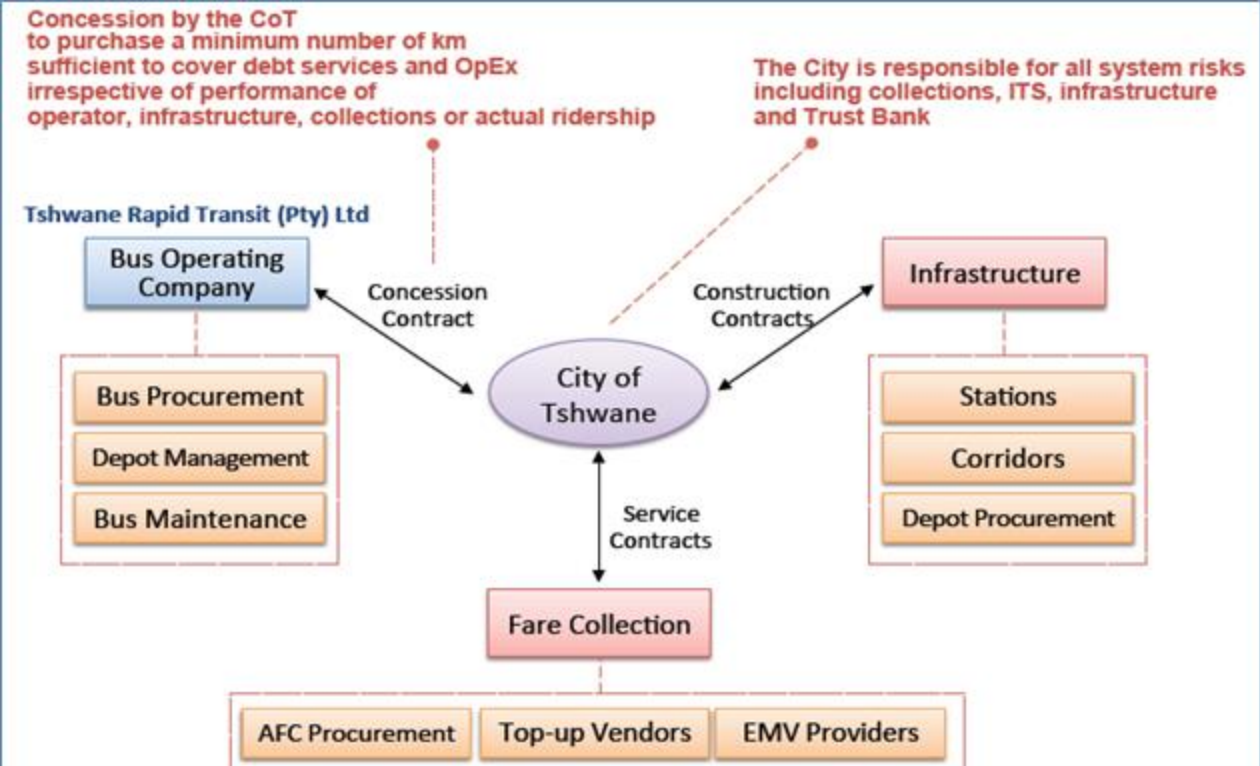 Concession by the CoT
to purchase a minimum number of km
sufficient to cover debt services and OpEx
irrespective of performance of
operator, infrastructure, collections or actual ridership
The City is responsible for all system risks
including collections, ITS, infrastructure
and Trust Bank
Tshwane Rapid Transit (Pty) Ltd
Bus Operating
Company
Concession
Contract
Construction
Contracts
Infrastructure
City of
Tshwane
Bus Procurement
Depot Management
Bus Maintenance
Stations
Corridors
Depot Procurement
Service
Contracts
Fare Collection
AFC Procurement
Top-up Vendors
EMV Providers